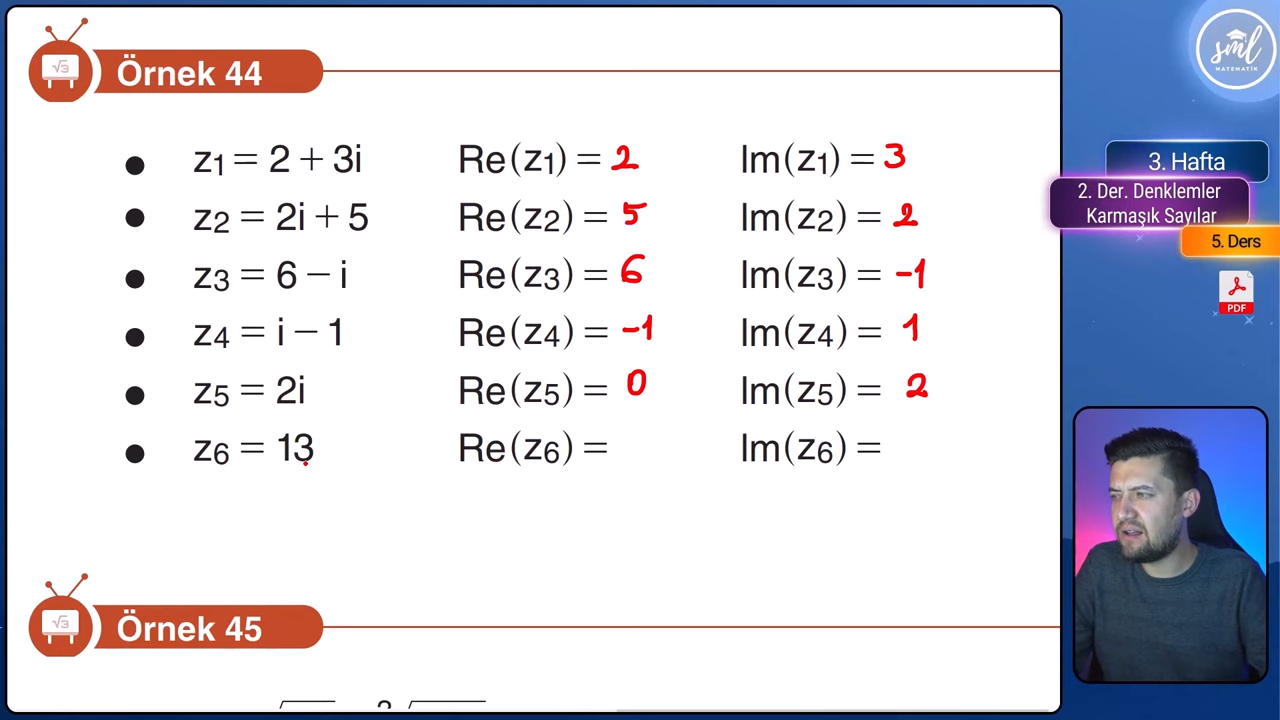 √3 Örnek 44
● z₁ = 2 + 3i Re(z₁) = 2 Im(z₁) = 3
● z₂ = 2i + 5 Re(z₂) = 5 Im(z₂) = 2
● z₃ = 6 − i Re(z₃) = 6 Im(z₃) = -1
● z₄ = i − 1 Re(z₄) = -1 Im(z₄) = 1
● z₅ = 2i Re(z₅) = 0 Im(z₅) = 2
● z₆ = 13 Re(z₆) = Im(z₆) =
√3 Örnek 45
sml
MATEMATİK
3. Hafta
2. Der. Denklemler
Karmaşık Sayılar
5. Ders
PDF